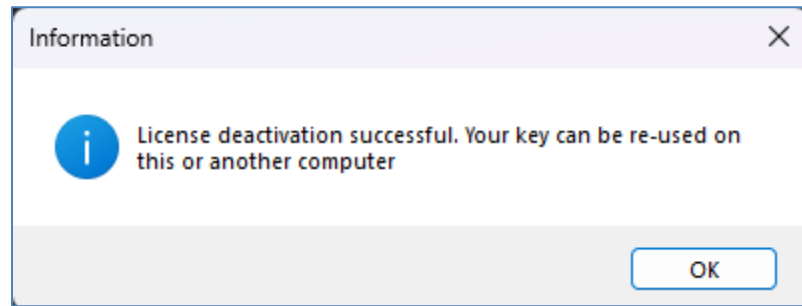 Information
License deactivation successful. Your key can be re-used on
this or another computer
OK